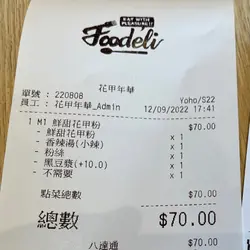 EAT WITH
PLEASURE!!
Foodeli
花甲年華
單號 : 220808 Yoho/S22
員工 : 花甲年華_Admin 12/09/2022 17:41
1 M1 鮮甜花甲粉 $70.00
- 鮮甜花甲粉 x 1
- 香辣湯(小辣) x 1
- 粉絲 x 1
- 黑豆蔘(+10.0) x 1
- 不需要 x 1
點菜總數 $70.00
總數 $70.00
八達通